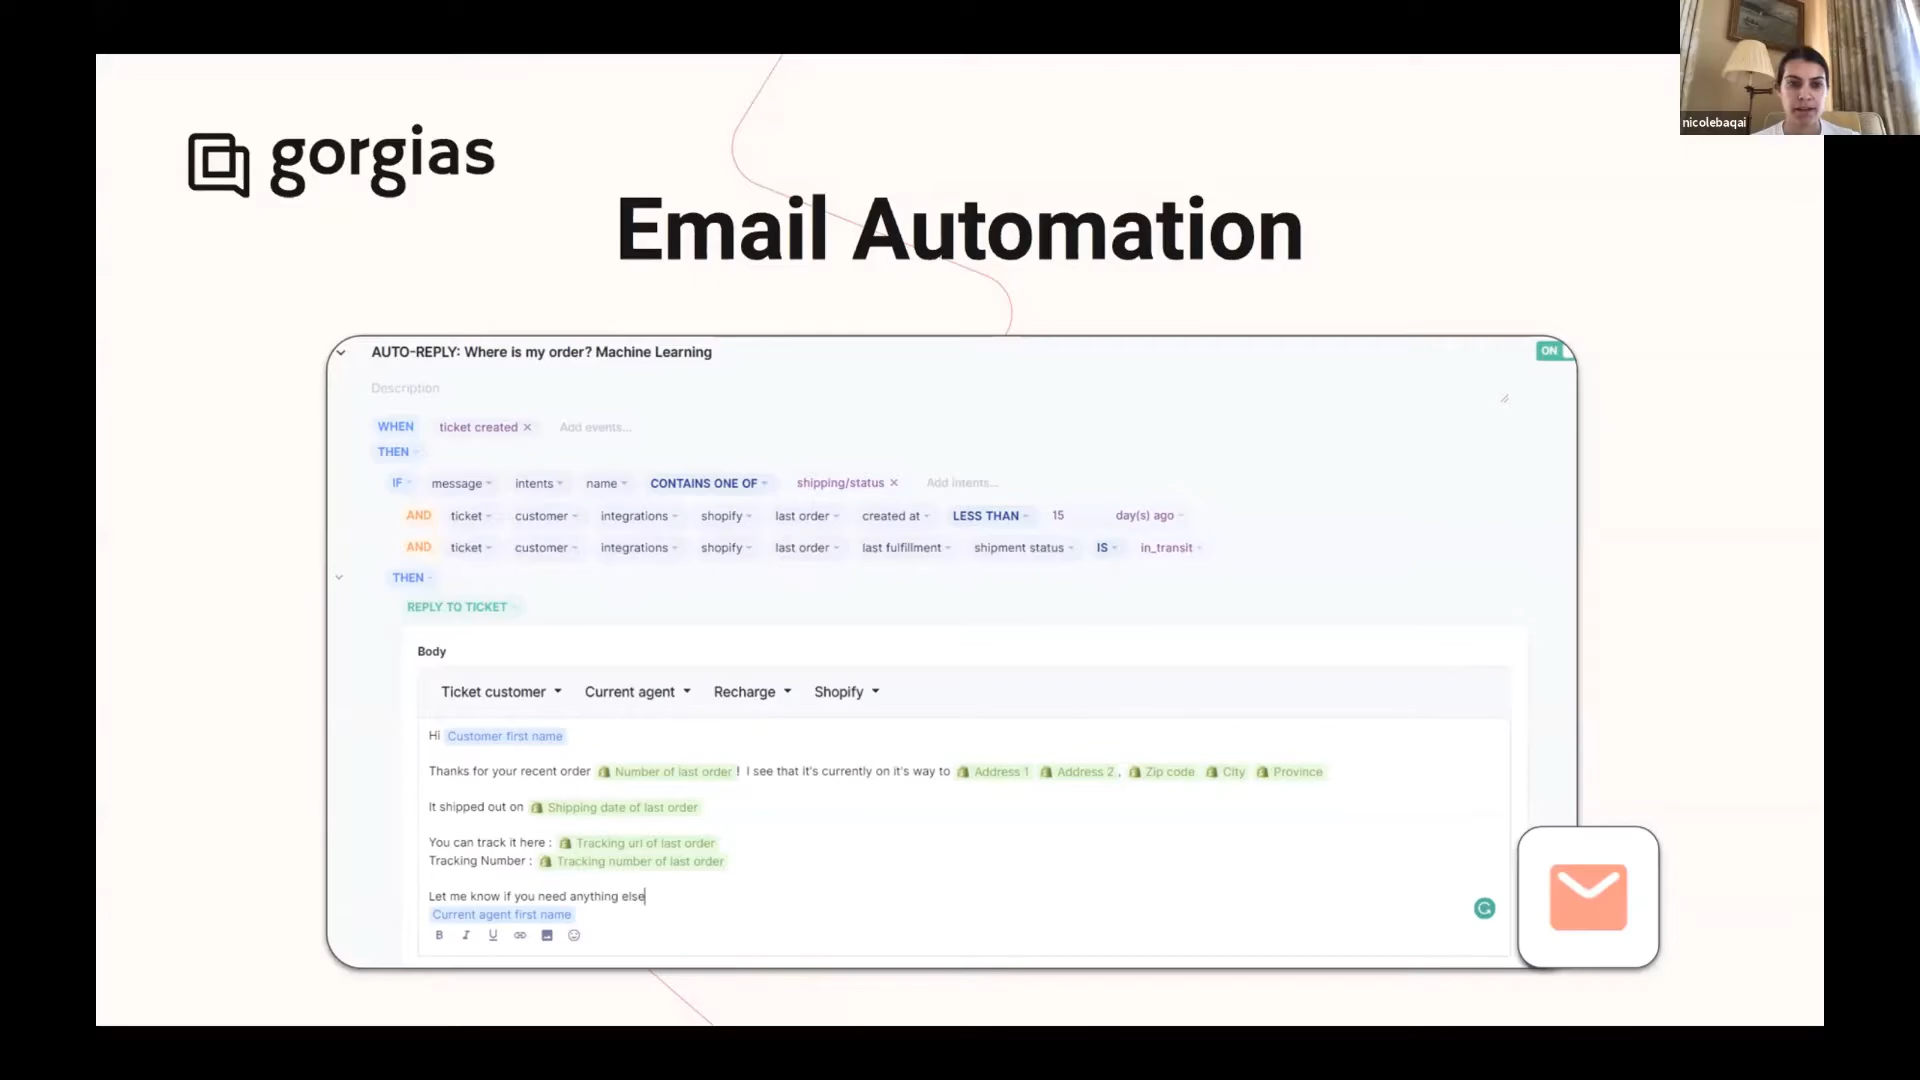 nicolebaqai
gorgias
Email Automation
AUTO-REPLY: Where is my order? Machine Learning
ON
Description
WHEN ticket created × Add events...
THEN
IF message intents name CONTAINS ONE OF shipping/status × Add intents...
AND ticket customer integrations shopify last order created at LESS THAN 15 day(s) ago
AND ticket customer integrations shopify last order last fulfillment shipment status IS in_transit
THEN
REPLY TO TICKET
Body
Ticket customer Current agent Recharge Shopify
Hi Customer first name
Thanks for your recent order Number of last order ! I see that it's currently on it's way to Address 1 Address 2 , Zip code City Province
It shipped out on Shipping date of last order
You can track it here : Tracking url of last order
Tracking Number : Tracking number of last order
Let me know if you need anything else
Current agent first name
B I U